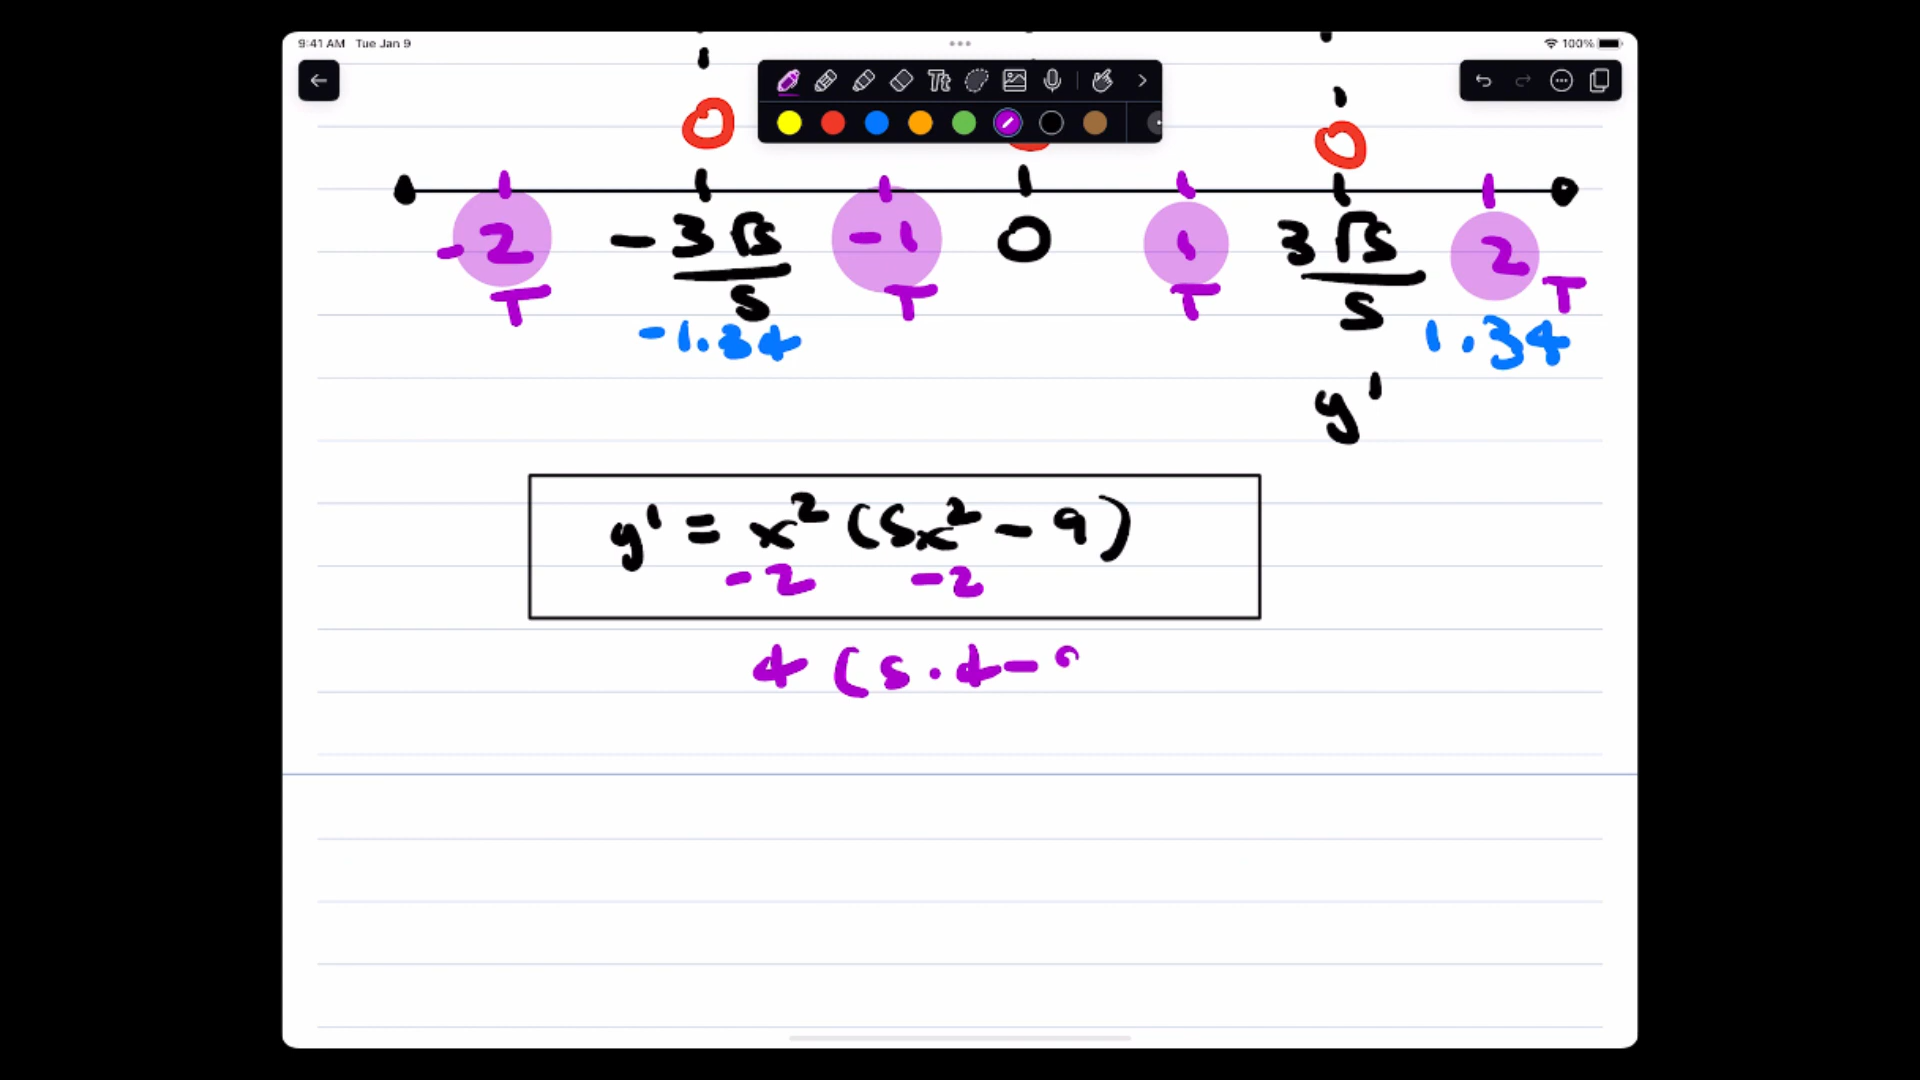 9:41 AM Tue Jan 9
100%
Tt
0 0
-2 -3√5/5 -1 0 1 3√5/5 2
T T T T
-1.34 1.34
y'
y' = x² (5x² - 9)
-2 -2
4 (5 · 4 -